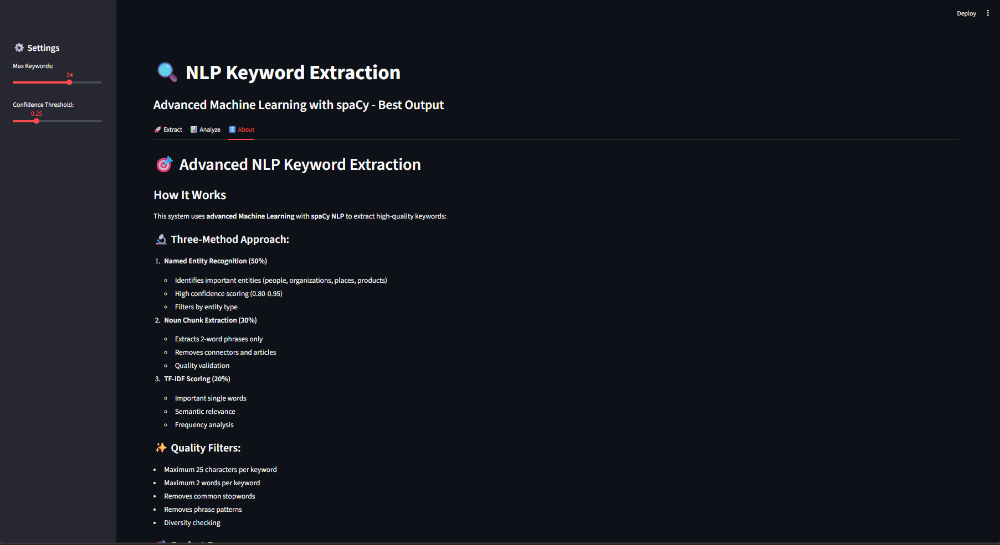 Deploy
Settings
Max Keywords:
34
Confidence Threshold:
0.25
NLP Keyword Extraction
Advanced Machine Learning with spaCy - Best Output
Extract Analyze About
Advanced NLP Keyword Extraction
How It Works
This system uses advanced Machine Learning with spaCy NLP to extract high-quality keywords:
Three-Method Approach:
1. Named Entity Recognition (50%)
Identifies important entities (people, organizations, places, products)
High confidence scoring (0.80-0.95)
Filters by entity type
2. Noun Chunk Extraction (30%)
Extracts 2-word phrases only
Removes connectors and articles
Quality validation
3. TF-IDF Scoring (20%)
Important single words
Semantic relevance
Frequency analysis
Quality Filters:
Maximum 25 characters per keyword
Maximum 2 words per keyword
Removes common stopwords
Removes phrase patterns
Diversity checking